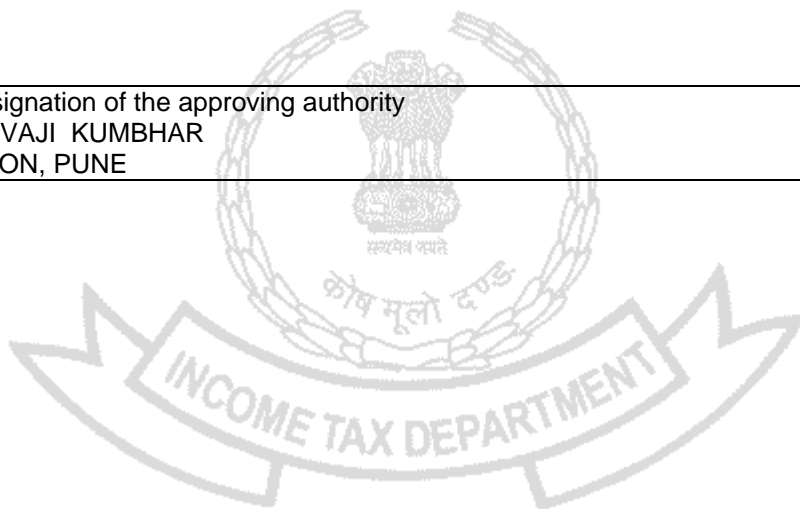 signation of the approving authority
VAJI KUMBHAR
ON, PUNE
सत्यमेव जयते
कोष मूलो दण्डः
INCOME TAX DEPARTMENT